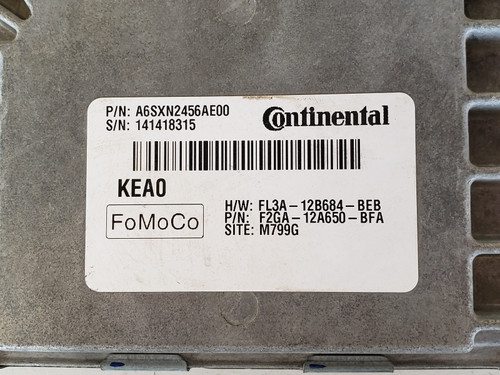 P/N: A6SXN2456AE00
S/N: 141418315
Continental
KEA0
FoMoCo
H/W: FL3A-12B684-BEB
P/N: F2GA-12A650-BFA
SITE: M799G